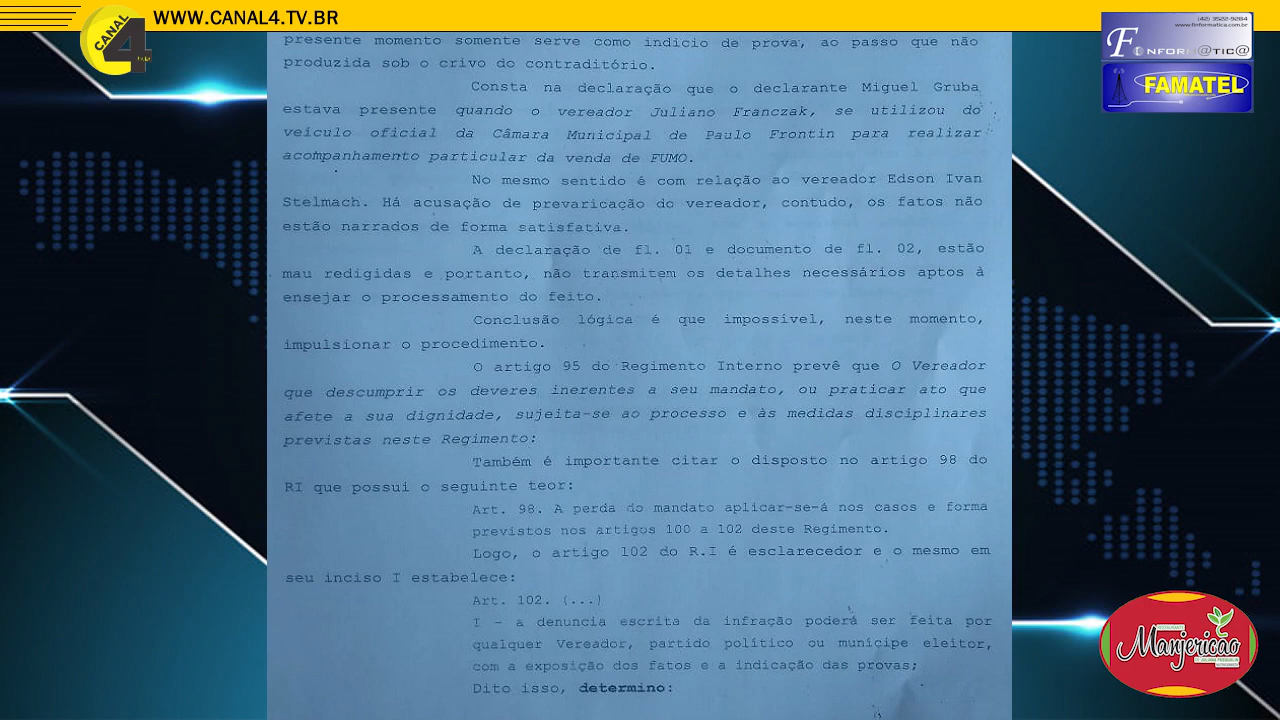 WWW.CANAL4.TV.BR
CANAL
4
(42) 3522-9284
www.finformatica.br
FINFORM@TIC@
FAMATEL
presente momento somente serve como indício de prova, ao passo que não
produzida sob o crivo do contraditório.
Consta na declaração que o declarante Miguel Gruba
estava presente quando o vereador Juliano Franczak, se utilizou do
veículo oficial da Câmara Municipal de Paulo Frontin para realizar
acompanhamento particular da venda de FUMO.
No mesmo sentido é com relação ao vereador Edson Ivan
Stelmach. Há acusação de prevaricação do vereador, contudo, os fatos não
estão narrados de forma satisfativa.
A declaração de fl. 01 e documento de fl. 02, estão
mau redigidas e portanto, não transmitem os detalhes necessários aptos à
ensejar o processamento do feito.
Conclusão lógica é que impossível, neste momento,
impulsionar o procedimento.
O artigo 95 do Regimento Interno prevê que O Vereador
que descumprir os deveres inerentes a seu mandato, ou praticar ato que
afete a sua dignidade, sujeita-se ao processo e às medidas disciplinares
previstas neste Regimento:
Também é importante citar o disposto no artigo 98 do
RI que possui o seguinte teor:
Art. 98. A perda do mandato aplicar-se-á nos casos e forma
previstos nos artigos 100 a 102 deste Regimento.
Logo, o artigo 102 do R.I é esclarecedor e o mesmo em
seu inciso I estabelece:
Art. 102. (...)
I - a denuncia escrita da infração poderá ser feita por
qualquer Vereador, partido político ou munícipe eleitor,
com a exposição dos fatos e a indicação das provas;
Dito isso, determino:
RESTAURANTE
Manjericão